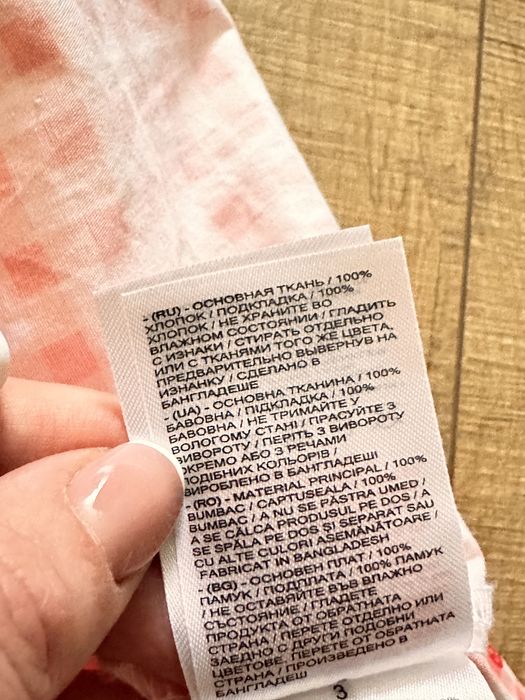 - (RU) - ОСНОВНАЯ ТКАНЬ / 100%
ХЛОПОК / ПОДКЛАДКА / 100%
ХЛОПОК / НЕ ХРАНИТЕ ВО
ВЛАЖНОМ СОСТОЯНИИ / ГЛАДИТЬ
С ИЗНАКИ / СТИРАТЬ ОТДЕЛЬНО
ИЛИ С ТКАНЯМИ ТОГО ЖЕ ЦВЕТА,
ПРЕДВАРИТЕЛЬНО ВЫВЕРНУВ НА
ИЗНАНКУ / СДЕЛАНО В
БАНГЛАДЕШЕ
- (UA) - ОСНОВНА ТКАНИНА / 100%
БАВОВНА / ПІДКЛАДКА / 100%
БАВОВНА / НЕ ТРИМАЙТЕ У
ВОЛОГОМУ СТАНІ / ПРАСУЙТЕ З
ВИВОРОТУ / ПЕРІТЬ З ВИВОРОТУ
ОКРЕМО АБО З РЕЧАМИ
ПОДІБНИХ КОЛЬОРІВ /
ВИРОБЛЕНО В БАНГЛАДЕШІ
- (RO) - MATERIAL PRINCIPAL / 100%
BUMBAC / CAPTUSEALA / 100%
BUMBAC / A NU SE PĂSTRA UMED /
A SE CĂLCA PRODUSUL PE DOS / A
SE SPĂLA PE DOS ȘI SEPARAT SAU
CU ALTE CULORI ASEMĂNĂTOARE /
FABRICAT IN BANGLADESH
- (BG) - ОСНОВЕН ПЛАТ / 100%
ПАМУК / ПОДПЛАТА / 100% ПАМУК
/ НЕ ОСТАВЯЙТЕ ВЪВ ВЛАЖНО
СЪСТОЯНИЕ / ГЛАДЕТЕ
ПРОДУКТА ОТ ОБРАТНАТА
СТРАНА / ПЕРЕТЕ ОТДЕЛНО ИЛИ
ЗАЕДНО С ДРУГИ ПОДОБНИ
ЦВЕТОВЕ. ПЕРЕТЕ ОТ ОБРАТНАТА
СТРАНА / ПРОИЗВЕДЕНО В
БАНГЛАДЕШ
3